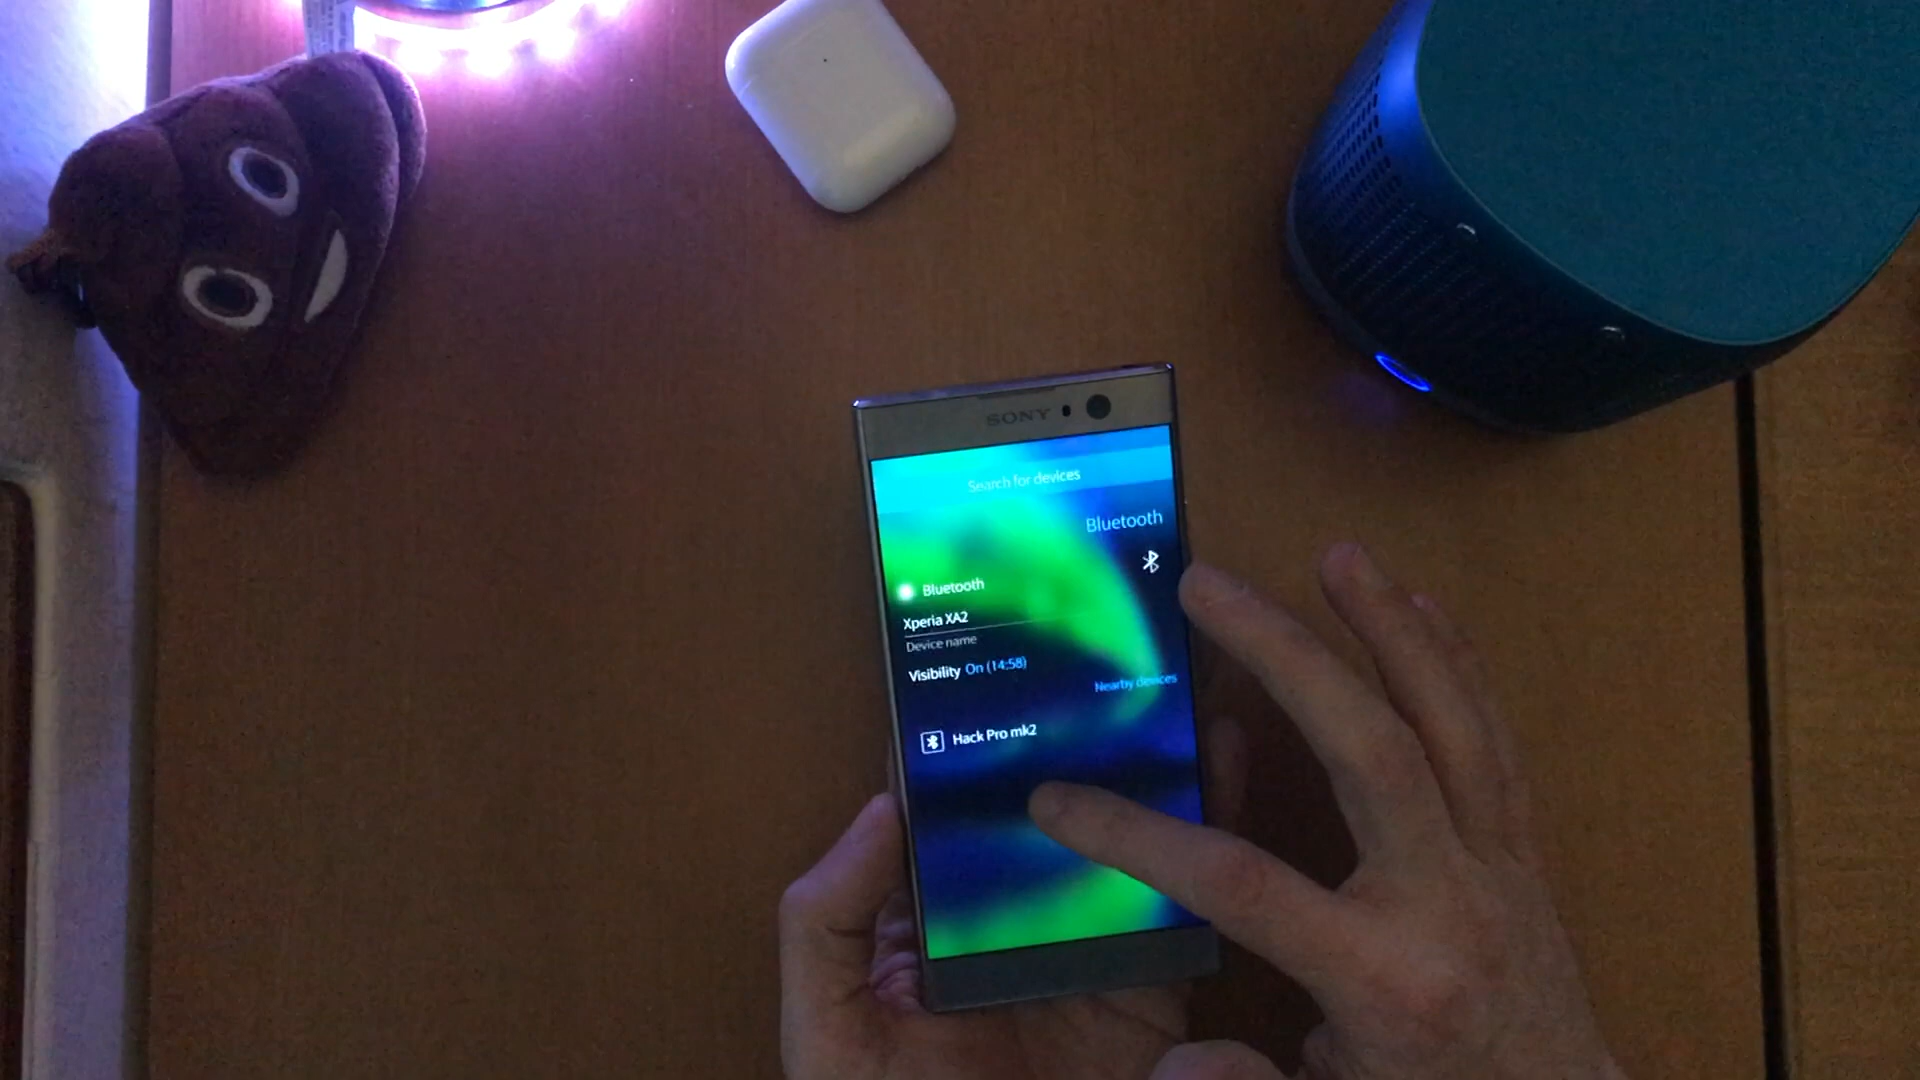 SONY
Search for devices
Bluetooth
Bluetooth
Xperia XA2
Device name
Visibility On (14:58)
Nearby devices
Hack Pro mk2